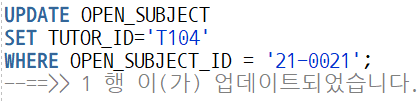 UPDATE OPEN_SUBJECT
SET TUTOR_ID='T104'
WHERE OPEN_SUBJECT_ID = '21-0021';
--==>> 1 행 이(가) 업데이트되었습니다.